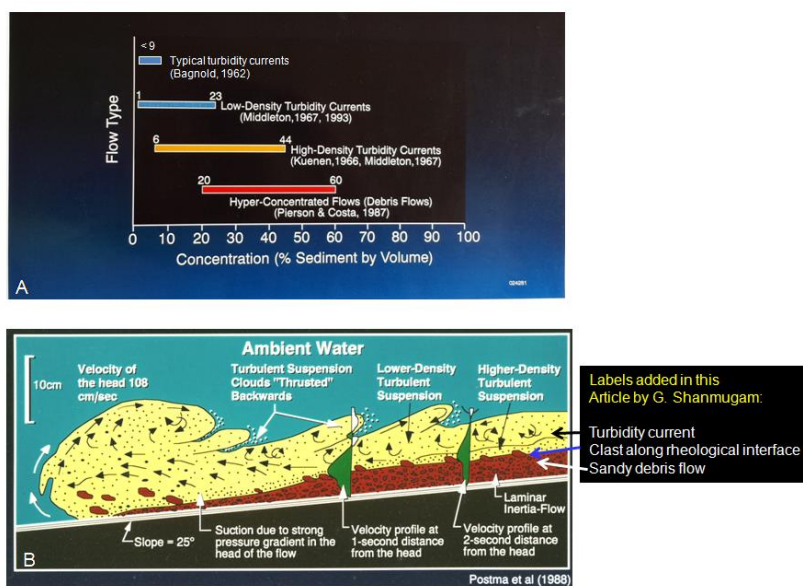 < 9
Typical turbidity currents
(Bagnold, 1962)
1
23
Low-Density Turbidity Currents
(Middleton,1967, 1993)
6
44
High-Density Turbidity Currents
(Kuenen,1966, Middleton,1967)
20
60
Hyper-Concentrated Flows (Debris Flows)
(Pierson & Costa, 1987)
Flow Type
0 10 20 30 40 50 60 70 80 90 100
Concentration (% Sediment by Volume)
A
024291
Ambient Water
10cm
Velocity of
the head 108
cm/sec
Turbulent Suspension
Clouds "Thrusted"
Backwards
Lower-Density
Turbulent
Suspension
Higher-Density
Turbulent
Suspension
Labels added in this
Article by G. Shanmugam:
Turbidity current
Clast along rheological interface
Sandy debris flow
Laminar
Inertia-Flow
B
Slope = 25°
Suction due to strong
pressure gradient in the
head of the flow
Velocity profile at
1-second distance
from the head
Velocity profile at
2-second distance
from the head
Postma et al (1988)